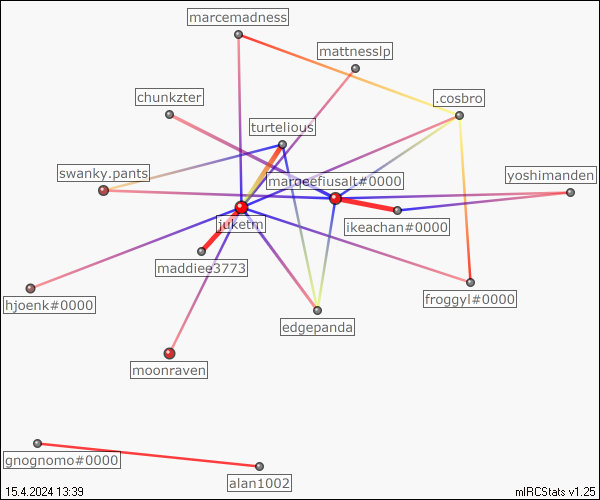 marcemadness
mattnesslp
chunkzter
.cosbro
turtelious
swanky.pants
yoshimanden
marqeefiusalt#0000
juketm
ikeachan#0000
maddiee3773
hjoenk#0000
froggyl#0000
edgepanda
moonraven
gnognomo#0000
alan1002
15.4.2024 13:39
mIRCStats v1.25